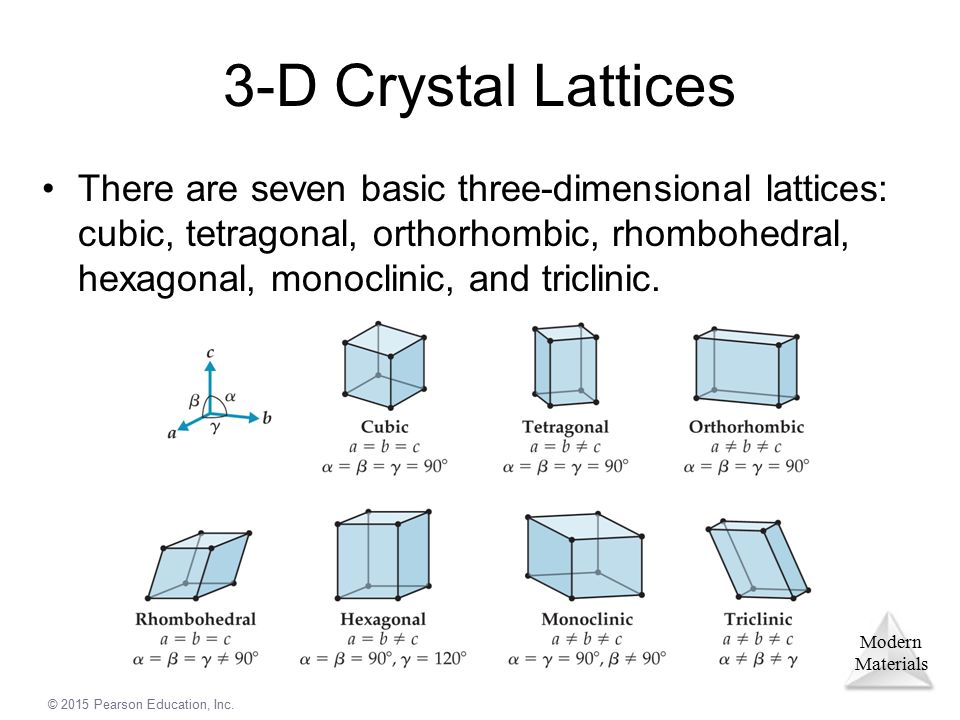 3-D Crystal Lattices
• There are seven basic three-dimensional lattices:
cubic, tetragonal, orthorhombic, rhombohedral,
hexagonal, monoclinic, and triclinic.
c
β α
a γ b
Cubic
a = b = c
α = β = γ = 90°
Tetragonal
a = b ≠ c
α = β = γ = 90°
Orthorhombic
a ≠ b ≠ c
α = β = γ = 90°
Rhombohedral
a = b = c
α = β = γ ≠ 90°
Hexagonal
a = b ≠ c
α = β = 90°, γ = 120°
Monoclinic
a ≠ b ≠ c
α = γ = 90°, β ≠ 90°
Triclinic
a ≠ b ≠ c
α ≠ β ≠ γ
Modern
Materials
© 2015 Pearson Education, Inc.